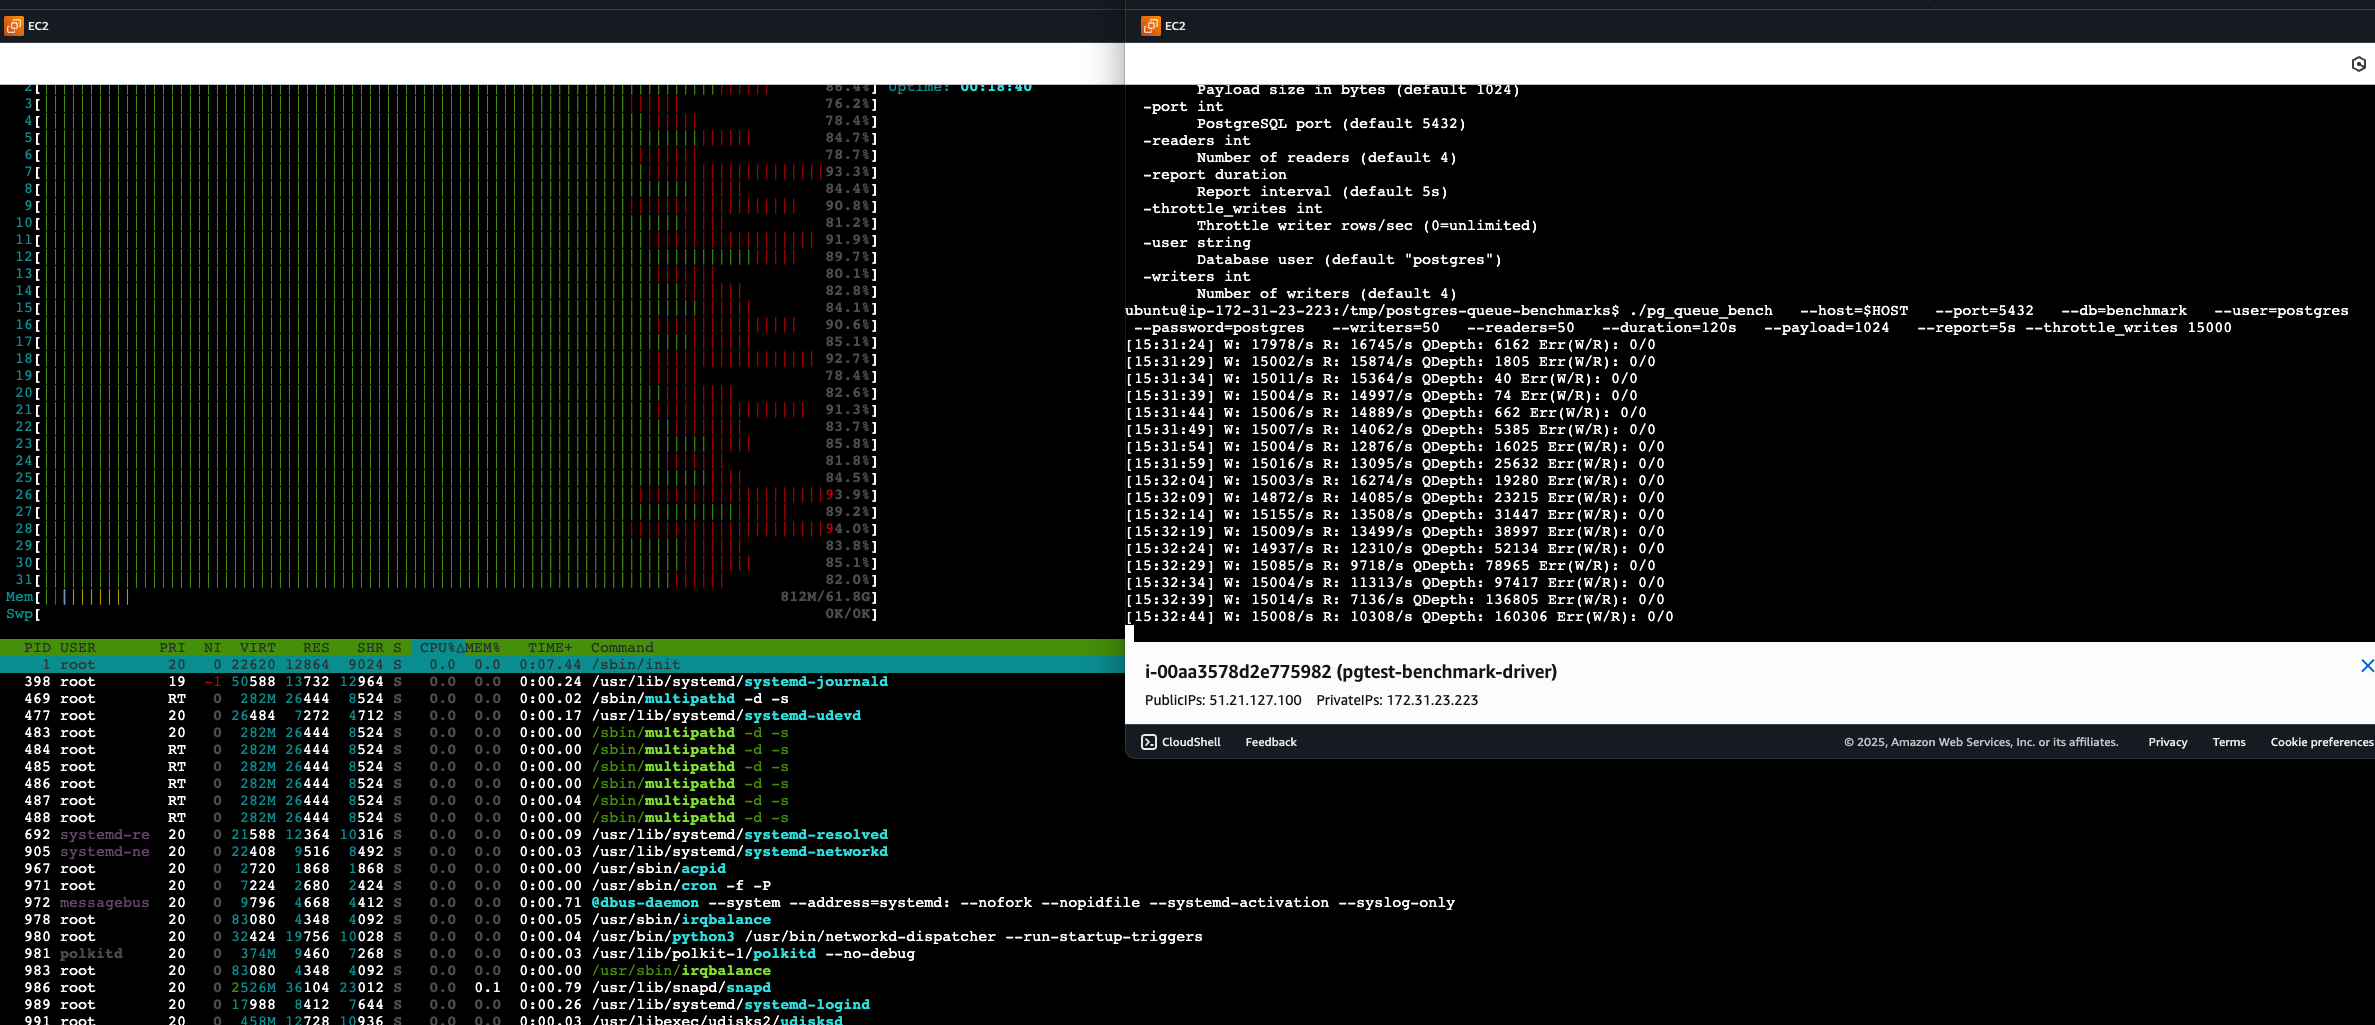 EC2
2[ 86.4%] Uptime: 00:18:40
3[ 76.2%]
4[ 78.4%]
5[ 84.7%]
6[ 78.7%]
7[ 93.3%]
8[ 84.4%]
9[ 90.8%]
10[ 81.2%]
11[ 91.9%]
12[ 89.7%]
13[ 80.1%]
14[ 82.8%]
15[ 84.1%]
16[ 90.6%]
17[ 85.1%]
18[ 92.7%]
19[ 78.4%]
20[ 82.6%]
21[ 91.3%]
22[ 83.7%]
23[ 85.8%]
24[ 81.8%]
25[ 84.5%]
26[ 93.9%]
27[ 89.2%]
28[ 94.0%]
29[ 83.8%]
30[ 85.1%]
31[ 82.0%]
Mem[ 812M/61.8G]
Swp[ 0K/0K]
PID USER PRI NI VIRT RES SHR S CPU%△MEM% TIME+ Command
1 root 20 0 22620 12864 9024 S 0.0 0.0 0:07.44 /sbin/init
398 root 19 -1 50588 13732 12964 S 0.0 0.0 0:00.24 /usr/lib/systemd/systemd-journald
469 root RT 0 282M 26444 8524 S 0.0 0.0 0:00.02 /sbin/multipathd -d -s
477 root 20 0 26484 7272 4712 S 0.0 0.0 0:00.17 /usr/lib/systemd/systemd-udevd
483 root 20 0 282M 26444 8524 S 0.0 0.0 0:00.00 /sbin/multipathd -d -s
484 root RT 0 282M 26444 8524 S 0.0 0.0 0:00.00 /sbin/multipathd -d -s
485 root RT 0 282M 26444 8524 S 0.0 0.0 0:00.00 /sbin/multipathd -d -s
486 root RT 0 282M 26444 8524 S 0.0 0.0 0:00.00 /sbin/multipathd -d -s
487 root RT 0 282M 26444 8524 S 0.0 0.0 0:00.04 /sbin/multipathd -d -s
488 root RT 0 282M 26444 8524 S 0.0 0.0 0:00.00 /sbin/multipathd -d -s
692 systemd-re 20 0 21588 12364 10316 S 0.0 0.0 0:00.09 /usr/lib/systemd/systemd-resolved
905 systemd-ne 20 0 22408 9516 8492 S 0.0 0.0 0:00.03 /usr/lib/systemd/systemd-networkd
967 root 20 0 2720 1868 1868 S 0.0 0.0 0:00.00 /usr/sbin/acpid
971 root 20 0 7224 2680 2424 S 0.0 0.0 0:00.00 /usr/sbin/cron -f -P
972 messagebus 20 0 9796 4668 4412 S 0.0 0.0 0:00.71 @dbus-daemon --system --address=systemd: --nofork --nopidfile --systemd-activation --syslog-only
978 root 20 0 83080 4348 4092 S 0.0 0.0 0:00.05 /usr/sbin/irqbalance
980 root 20 0 32424 19756 10028 S 0.0 0.0 0:00.04 /usr/bin/python3 /usr/bin/networkd-dispatcher --run-startup-triggers
981 polkitd 20 0 374M 9460 7268 S 0.0 0.0 0:00.03 /usr/lib/polkit-1/polkitd --no-debug
983 root 20 0 83080 4348 4092 S 0.0 0.0 0:00.00 /usr/sbin/irqbalance
986 root 20 0 2526M 36104 23012 S 0.0 0.1 0:00.79 /usr/lib/snapd/snapd
989 root 20 0 17988 8412 7644 S 0.0 0.0 0:00.26 /usr/lib/systemd/systemd-logind
991 root 20 0 458M 12728 10936 S 0.0 0.0 0:00.03 /usr/libexec/udisks2/udisksd
EC2
Payload size in bytes (default 1024)
-port int
PostgreSQL port (default 5432)
-readers int
Number of readers (default 4)
-report duration
Report interval (default 5s)
-throttle_writes int
Throttle writer rows/sec (0=unlimited)
-user string
Database user (default "postgres")
-writers int
Number of writers (default 4)
ubuntu@ip-172-31-23-223:/tmp/postgres-queue-benchmarks$ ./pg_queue_bench --host=$HOST --port=5432 --db=benchmark --user=postgres
--password=postgres --writers=50 --readers=50 --duration=120s --payload=1024 --report=5s --throttle_writes 15000
[15:31:24] W: 17978/s R: 16745/s QDepth: 6162 Err(W/R): 0/0
[15:31:29] W: 15002/s R: 15874/s QDepth: 1805 Err(W/R): 0/0
[15:31:34] W: 15011/s R: 15364/s QDepth: 40 Err(W/R): 0/0
[15:31:39] W: 15004/s R: 14997/s QDepth: 74 Err(W/R): 0/0
[15:31:44] W: 15006/s R: 14889/s QDepth: 662 Err(W/R): 0/0
[15:31:49] W: 15007/s R: 14062/s QDepth: 5385 Err(W/R): 0/0
[15:31:54] W: 15004/s R: 12876/s QDepth: 16025 Err(W/R): 0/0
[15:31:59] W: 15016/s R: 13095/s QDepth: 25632 Err(W/R): 0/0
[15:32:04] W: 15003/s R: 16274/s QDepth: 19280 Err(W/R): 0/0
[15:32:09] W: 14872/s R: 14085/s QDepth: 23215 Err(W/R): 0/0
[15:32:14] W: 15155/s R: 13508/s QDepth: 31447 Err(W/R): 0/0
[15:32:19] W: 15009/s R: 13499/s QDepth: 38997 Err(W/R): 0/0
[15:32:24] W: 14937/s R: 12310/s QDepth: 52134 Err(W/R): 0/0
[15:32:29] W: 15085/s R: 9718/s QDepth: 78965 Err(W/R): 0/0
[15:32:34] W: 15004/s R: 11313/s QDepth: 97417 Err(W/R): 0/0
[15:32:39] W: 15014/s R: 7136/s QDepth: 136805 Err(W/R): 0/0
[15:32:44] W: 15008/s R: 10308/s QDepth: 160306 Err(W/R): 0/0
i-00aa3578d2e775982 (pgtest-benchmark-driver)
PublicIPs: 51.21.127.100 PrivateIPs: 172.31.23.223
CloudShell Feedback © 2025, Amazon Web Services, Inc. or its affiliates. Privacy Terms Cookie preferences